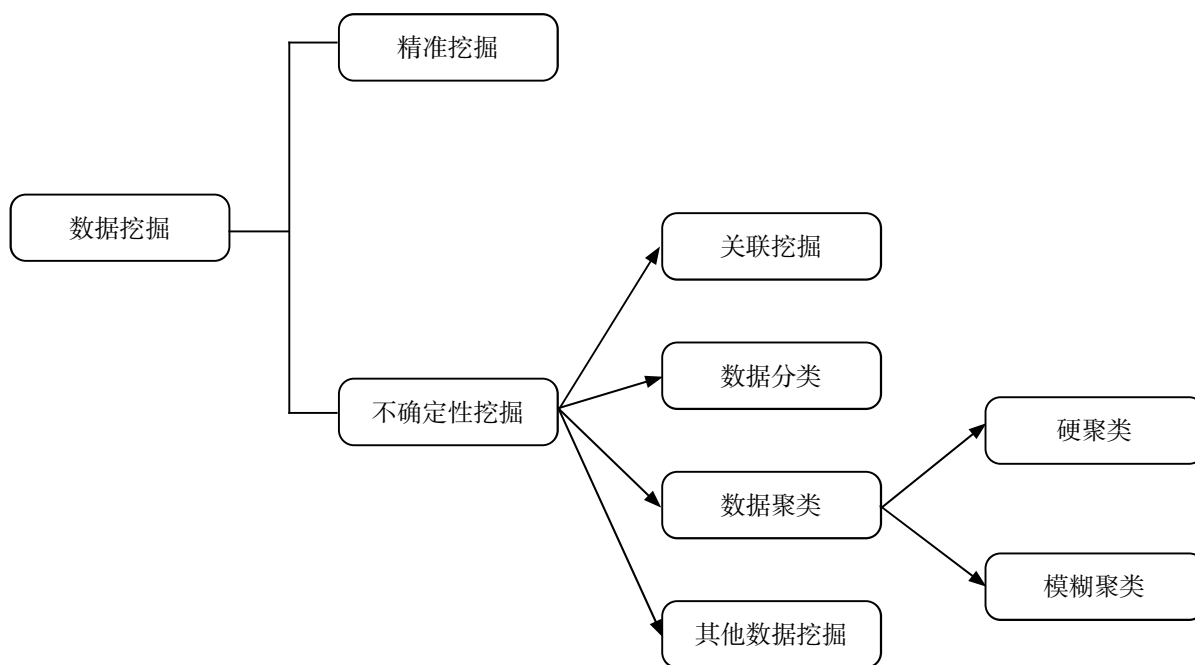 精准挖掘
数据挖掘
关联挖掘
数据分类
不确定性挖掘
硬聚类
数据聚类
模糊聚类
其他数据挖掘